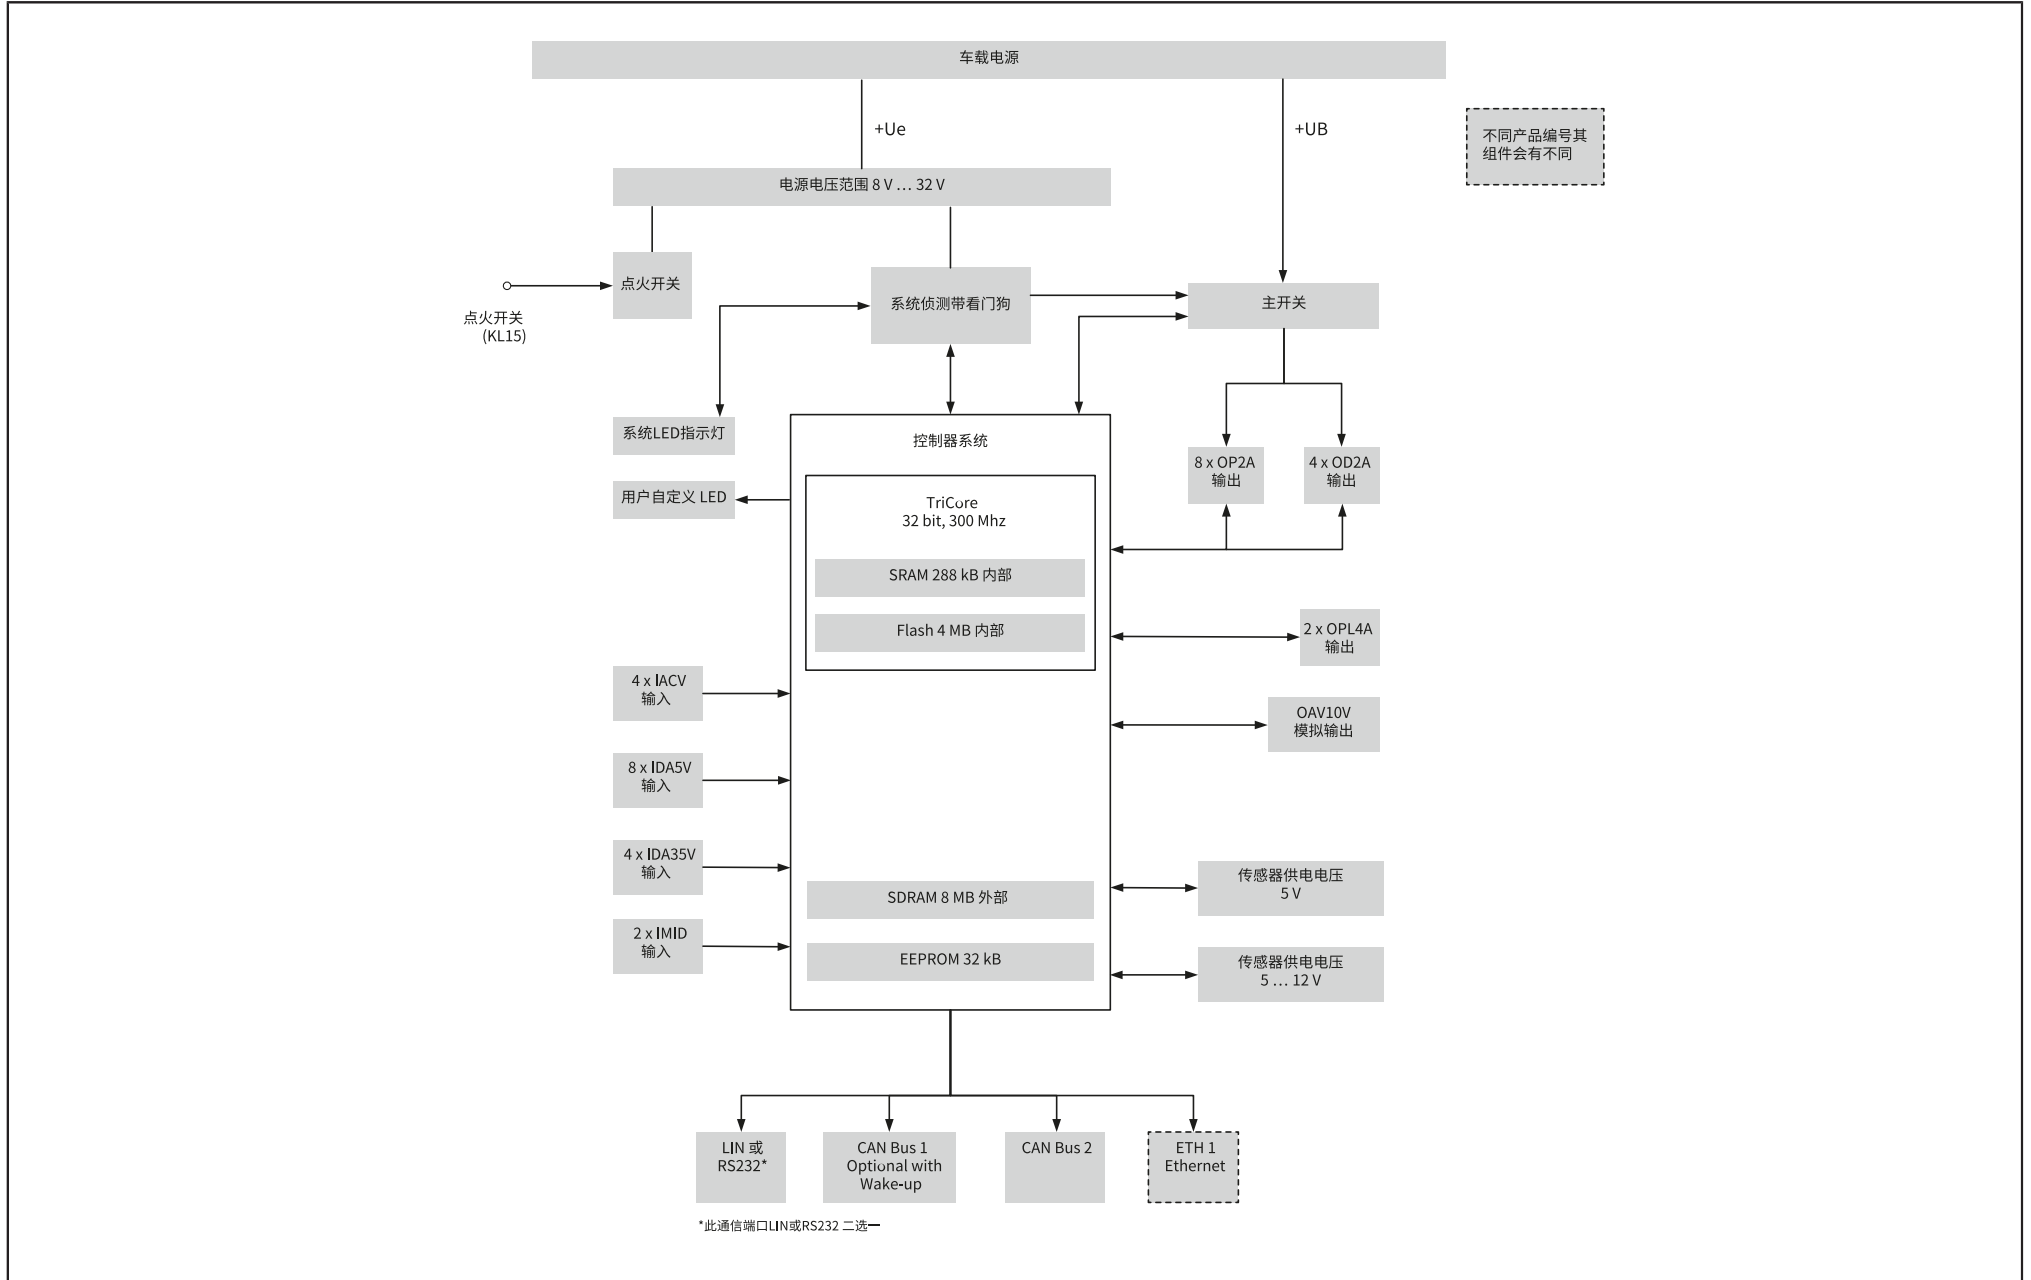 车载电源
+Ue
+UB
不同产品编号其
组件会有不同
电源电压范围 8 V … 32 V
点火开关
点火开关
(KL15)
系统侦测带看门狗
主开关
系统LED指示灯
用户自定义 LED
控制器系统
TriCore
32 bit, 300 Mhz
SRAM 288 kB 内部
Flash 4 MB 内部
8 x OP2A
输出
4 x OD2A
输出
2 x OPL4A
输出
OAV10V
模拟输出
4 x IACV
输入
8 x IDA5V
输入
4 x IDA35V
输入
2 x IMID
输入
SDRAM 8 MB 外部
EEPROM 32 kB
传感器供电电压
5 V
传感器供电电压
5 … 12 V
LIN 或
RS232*
CAN Bus 1
Optional with
Wake-up
CAN Bus 2
ETH 1
Ethernet
*此通信端口LIN或RS232 二选一